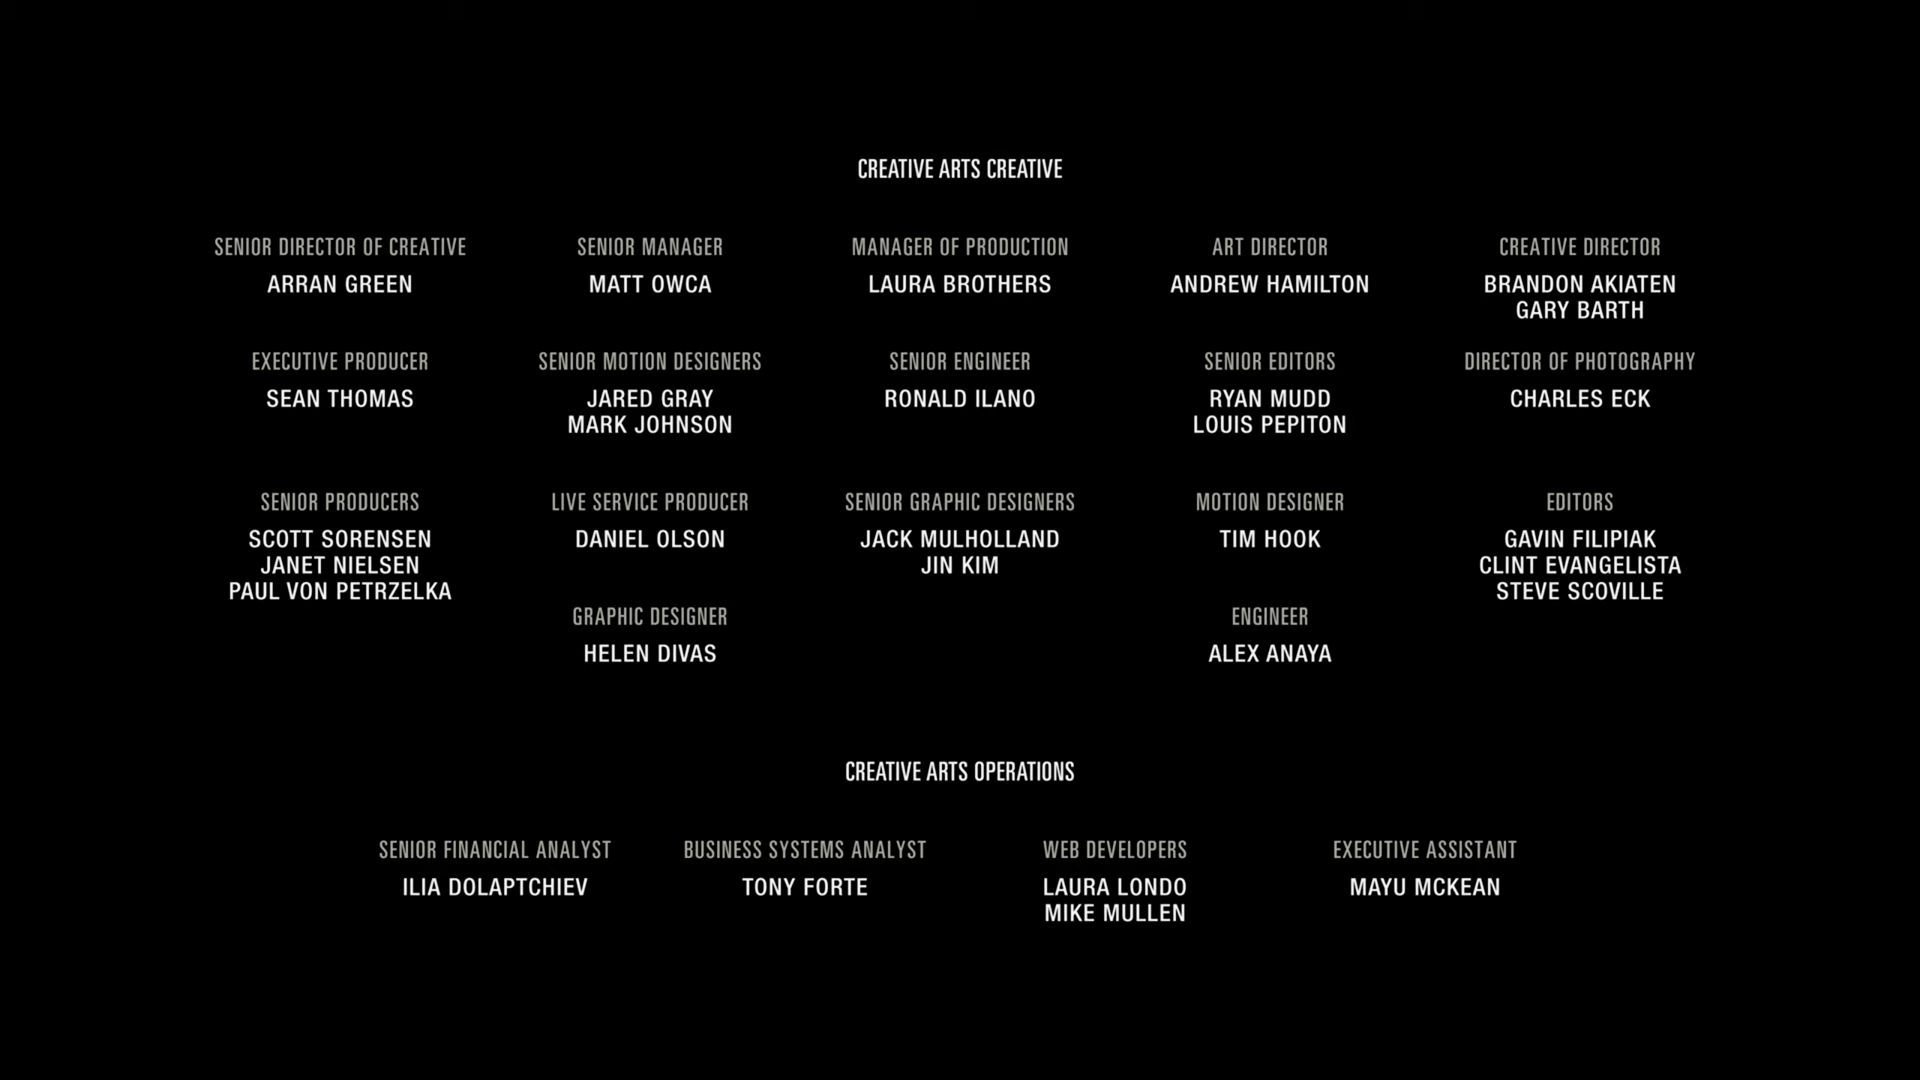 CREATIVE ARTS CREATIVE
SENIOR DIRECTOR OF CREATIVE
ARRAN GREEN
SENIOR MANAGER
MATT OWCA
MANAGER OF PRODUCTION
LAURA BROTHERS
ART DIRECTOR
ANDREW HAMILTON
CREATIVE DIRECTOR
BRANDON AKIATEN
GARY BARTH
EXECUTIVE PRODUCER
SEAN THOMAS
SENIOR MOTION DESIGNERS
JARED GRAY
MARK JOHNSON
SENIOR ENGINEER
RONALD ILANO
SENIOR EDITORS
RYAN MUDD
LOUIS PEPITON
DIRECTOR OF PHOTOGRAPHY
CHARLES ECK
SENIOR PRODUCERS
SCOTT SORENSEN
JANET NIELSEN
PAUL VON PETRZELKA
LIVE SERVICE PRODUCER
DANIEL OLSON
SENIOR GRAPHIC DESIGNERS
JACK MULHOLLAND
JIN KIM
MOTION DESIGNER
TIM HOOK
EDITORS
GAVIN FILIPIAK
CLINT EVANGELISTA
STEVE SCOVILLE
GRAPHIC DESIGNER
HELEN DIVAS
ENGINEER
ALEX ANAYA
CREATIVE ARTS OPERATIONS
SENIOR FINANCIAL ANALYST
ILIA DOLAPTCHIEV
BUSINESS SYSTEMS ANALYST
TONY FORTE
WEB DEVELOPERS
LAURA LONDO
MIKE MULLEN
EXECUTIVE ASSISTANT
MAYU MCKEAN